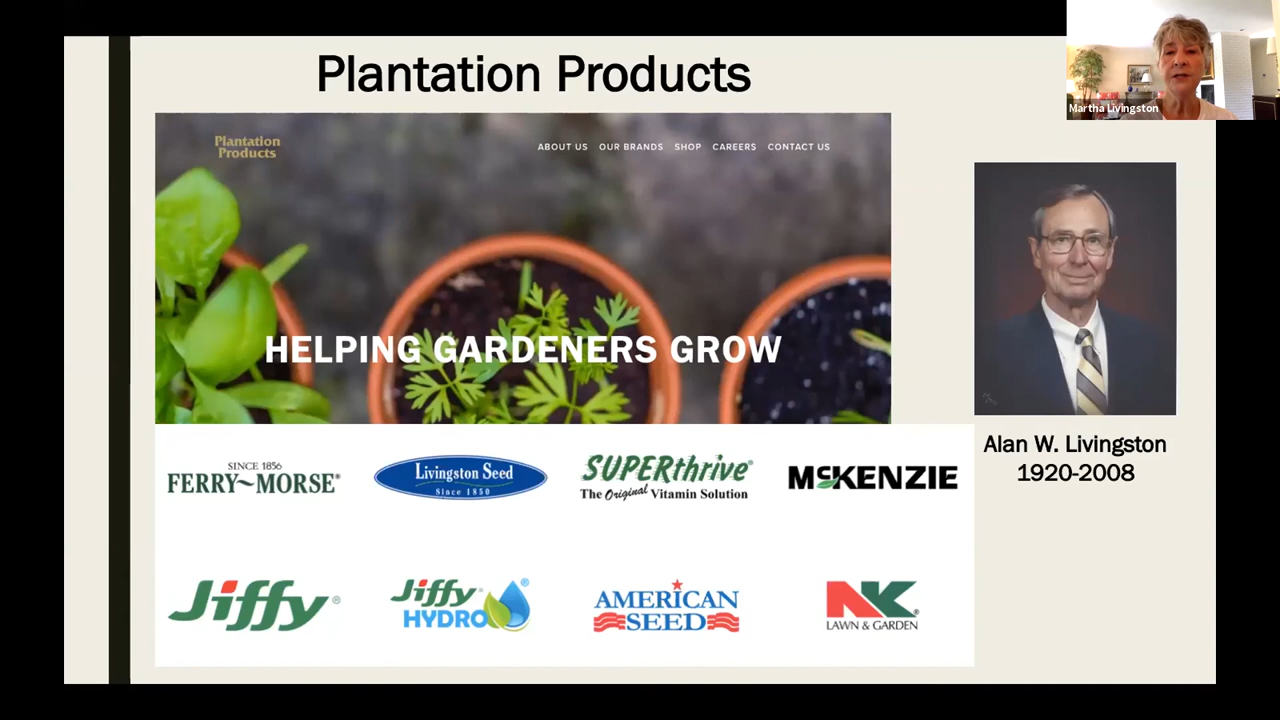 Plantation Products
Martha Livingston
Plantation
Products
ABOUT US OUR BRANDS SHOP CAREERS CONTACT US
HELPING GARDENERS GROW
Alan W. Livingston
1920-2008
SINCE 1856
FERRY~MORSE®
Livingston Seed
Since 1850
SUPERthrive®
The Original Vitamin Solution
McKENZIE
Jiffy®
Jiffy®
HYDRO®
AMERICAN
SEED
NK®
LAWN & GARDEN